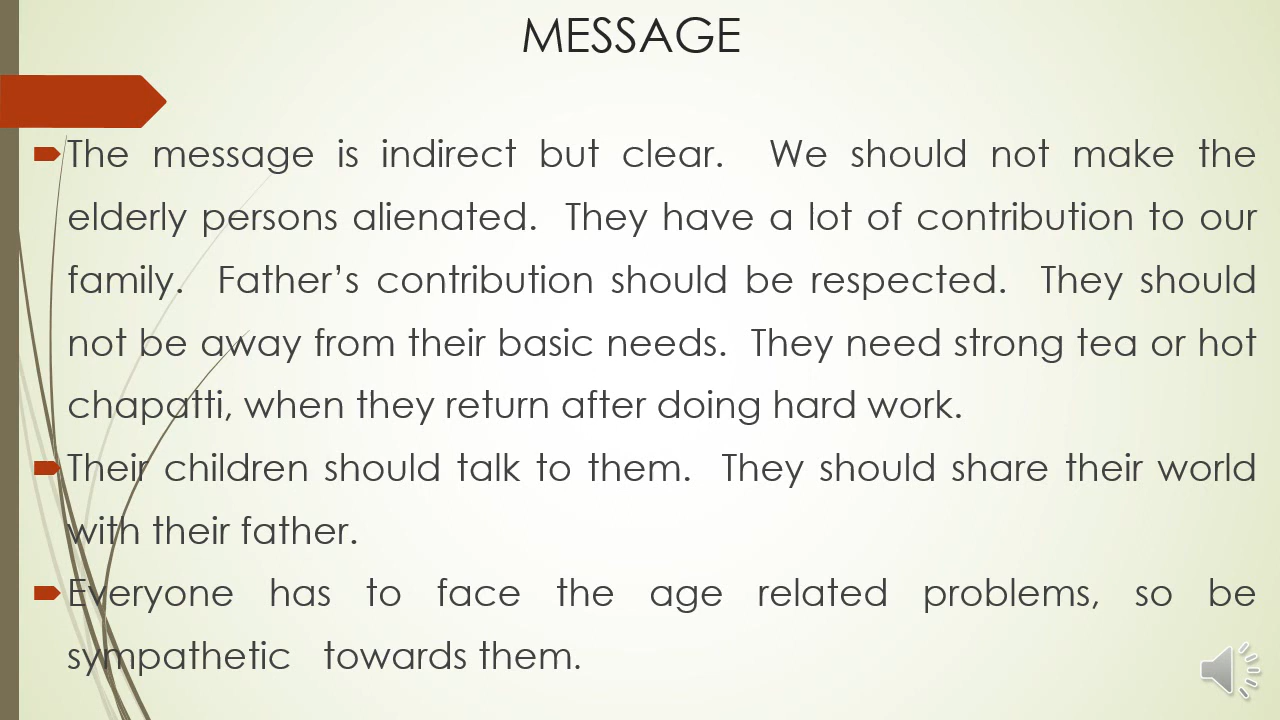 MESSAGE
The message is indirect but clear. We should not make the
elderly persons alienated. They have a lot of contribution to our
family. Father’s contribution should be respected. They should
not be away from their basic needs. They need strong tea or hot
chapatti, when they return after doing hard work.
Their children should talk to them. They should share their world
with their father.
Everyone has to face the age related problems, so be
sympathetic towards them.